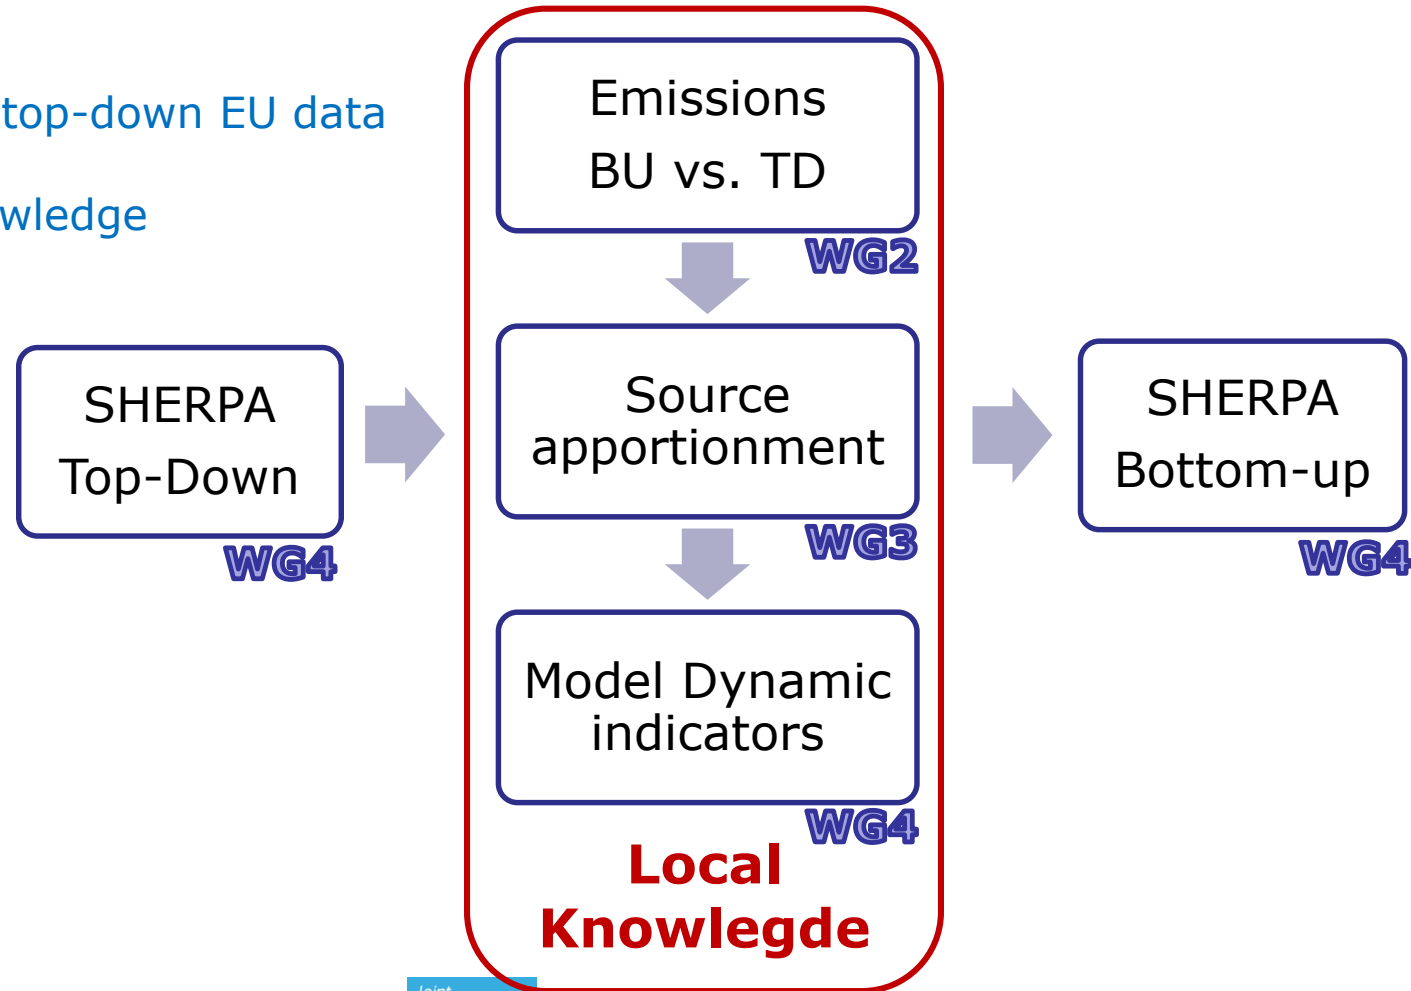 top-down EU data
wledge
Emissions
BU vs. TD
WG2
SHERPA
Top-Down
WG4
Source
apportionment
WG3
SHERPA
Bottom-up
WG4
Model Dynamic
indicators
WG4
Local
Knowlegde
Joint